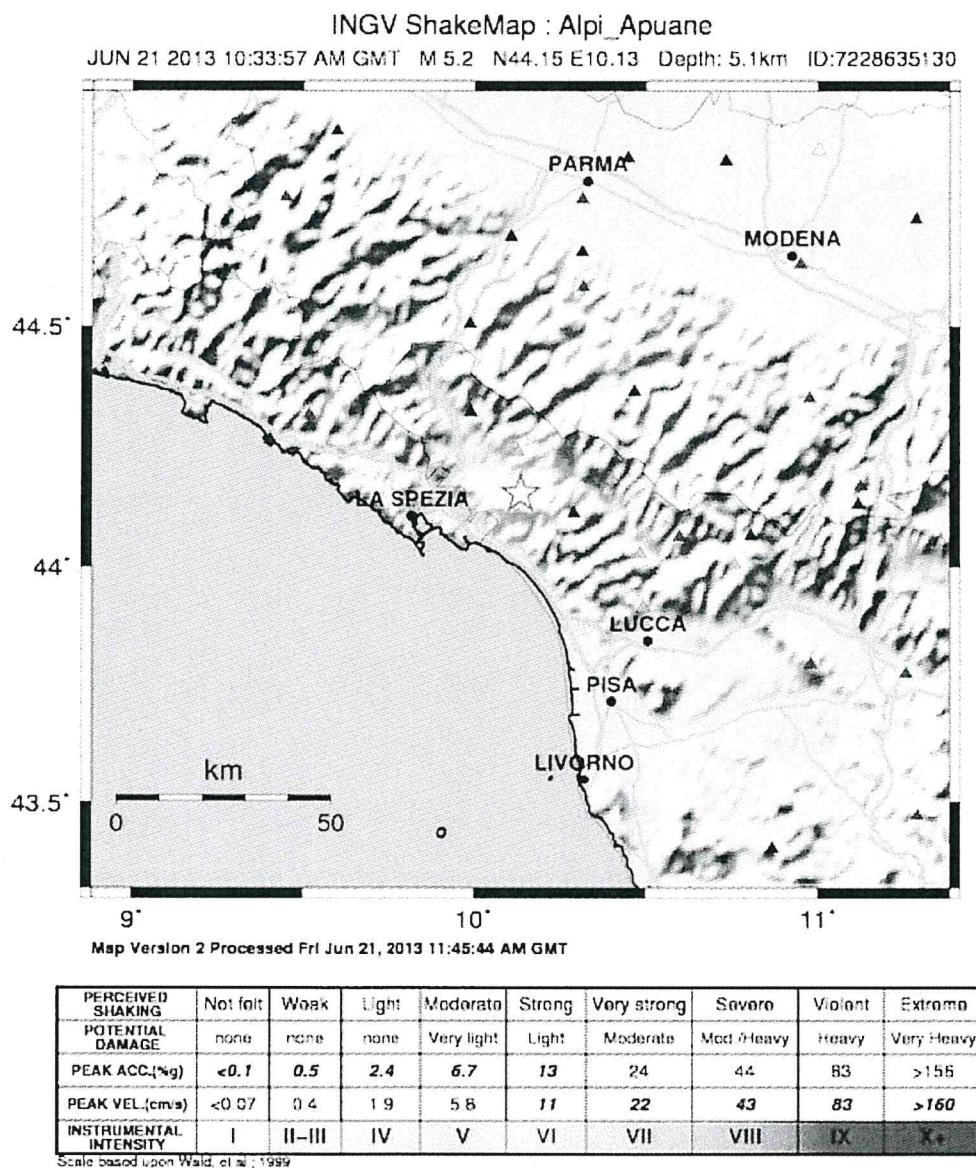 INGV ShakeMap : Alpi_Apuane
JUN 21 2013 10:33:57 AM GMT M 5.2 N44.15 E10.13 Depth: 5.1km ID:7228635130
PARMA
MODENA
44.5°
LA SPEZIA
44°
LUCCA
PISA
LIVORNO
km
43.5°
0 50
9° 10° 11°
Map Version 2 Processed Fri Jun 21, 2013 11:45:44 AM GMT
PERCEIVED SHAKING Not felt Weak Light Moderate Strong Very strong Severe Violent Extreme
POTENTIAL DAMAGE none none none Very light Light Moderate Mod./Heavy Heavy Very Heavy
PEAK ACC.(%g) <0.1 0.5 2.4 6.7 13 24 44 83 >156
PEAK VEL.(cm/s) <0.07 0.4 1.9 5.8 11 22 43 83 >160
INSTRUMENTAL INTENSITY I II-III IV V VI VII VIII IX X+
Scale based upon Wald, et al.; 1999